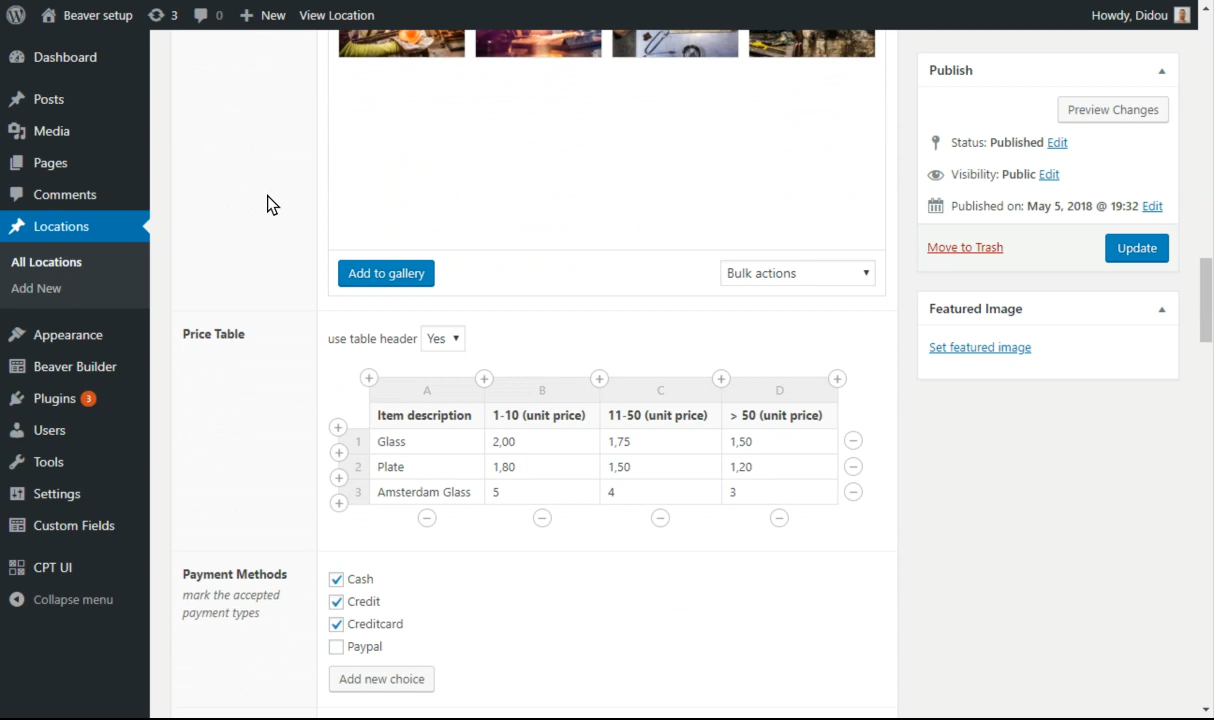 Beaver setup 3 0 New View Location Howdy, Didou
Dashboard
Posts
Media
Pages
Comments
Locations
All Locations
Add New
Appearance
Beaver Builder
Plugins 3
Users
Tools
Settings
Custom Fields
CPT UI
Collapse menu
Add to gallery Bulk actions
Price Table use table header Yes
A B C D
Item description 1-10 (unit price) 11-50 (unit price) > 50 (unit price)
1 Glass 2,00 1,75 1,50
2 Plate 1,80 1,50 1,20
3 Amsterdam Glass 5 4 3
Payment Methods
mark the accepted
payment types
Cash
Credit
Creditcard
Paypal
Add new choice
Publish
Preview Changes
Status: Published Edit
Visibility: Public Edit
Published on: May 5, 2018 @ 19:32 Edit
Move to Trash Update
Featured Image
Set featured image